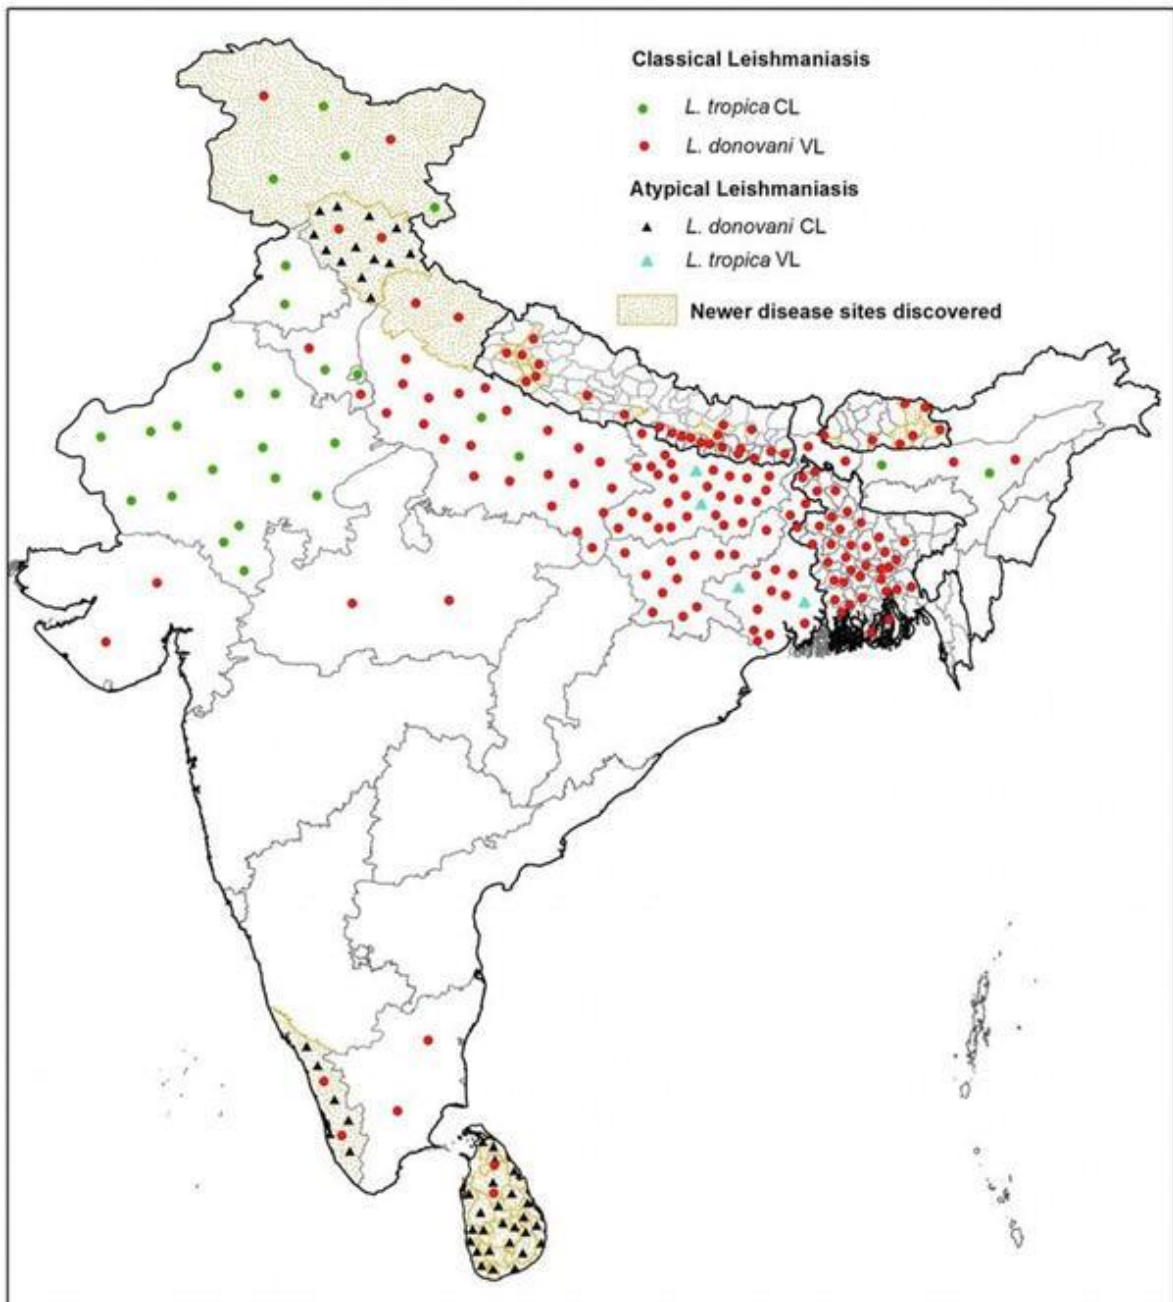 Classical Leishmaniasis
L. tropica CL
L. donovani VL
Atypical Leishmaniasis
L. donovani CL
L. tropica VL
Newer disease sites discovered